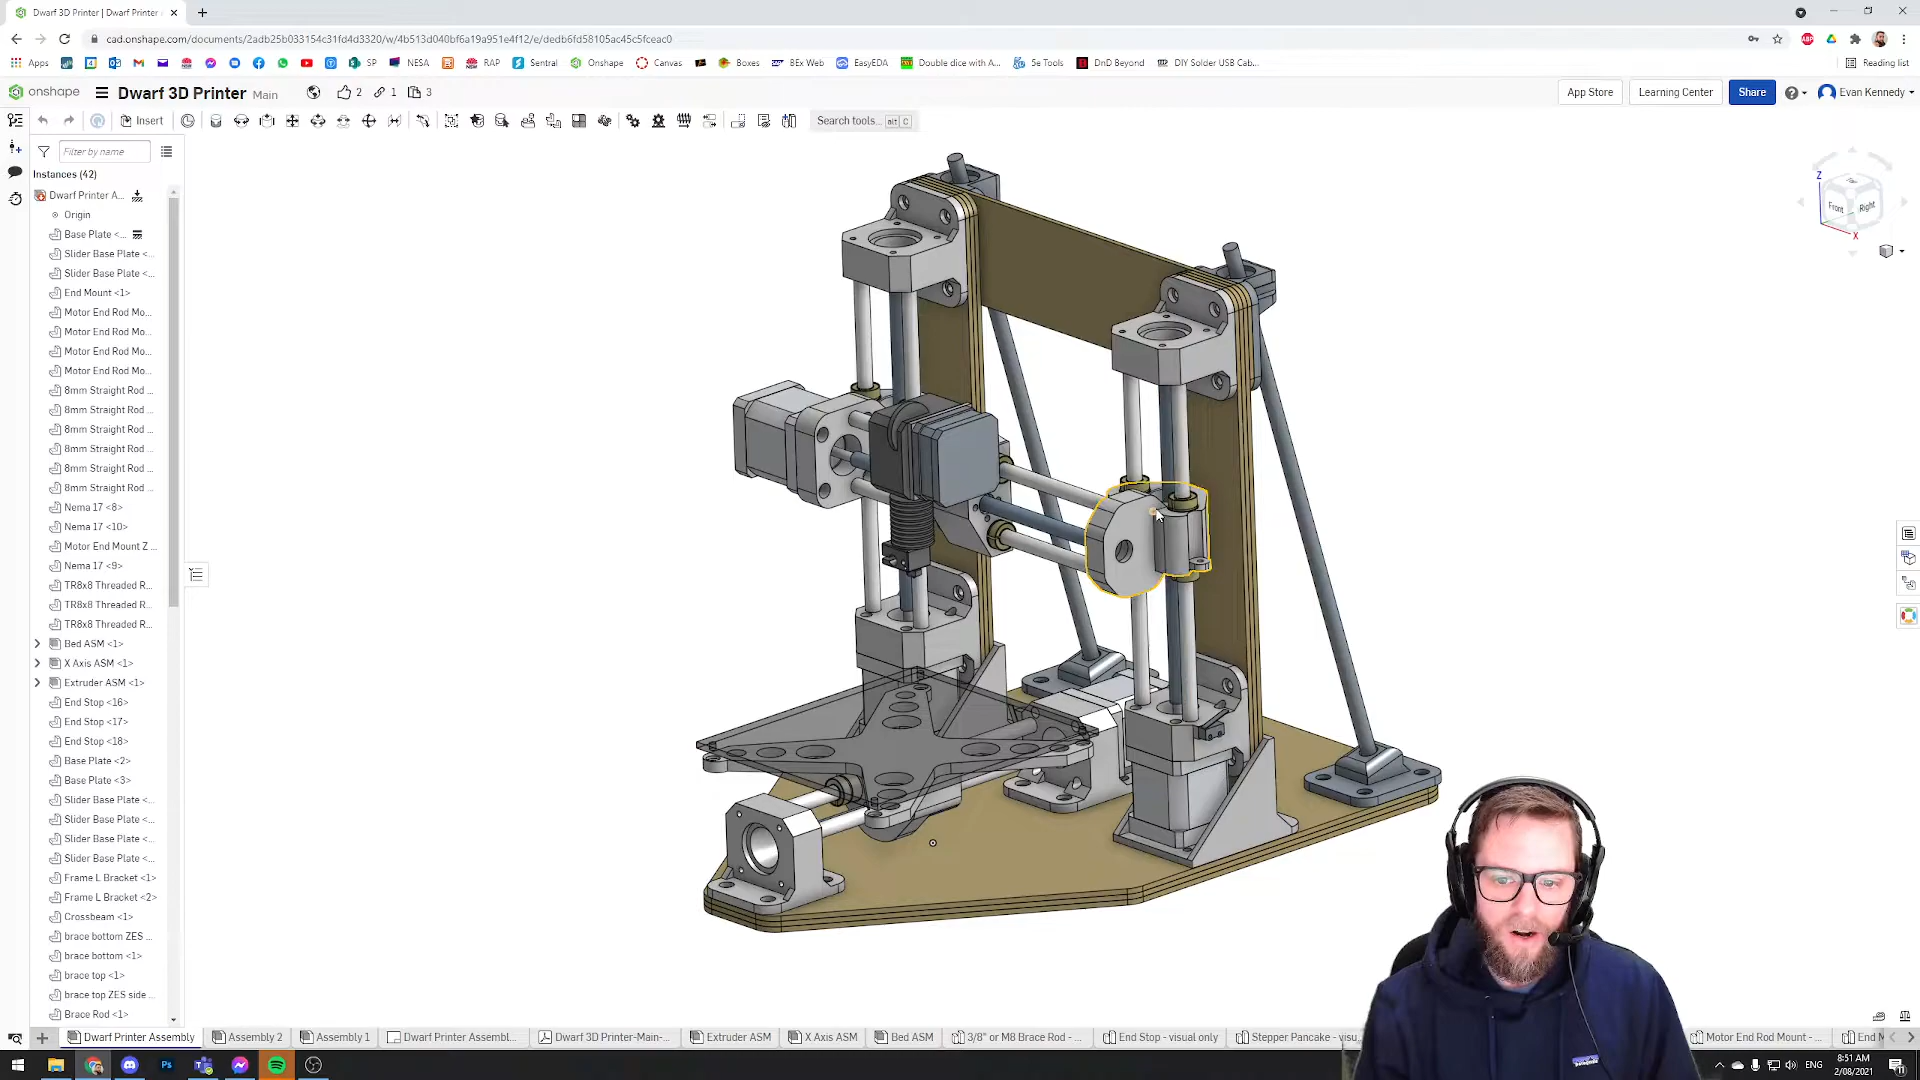 Dwarf 3D Printer | Dwarf Printer
cad.onshape.com/documents/2adb25b033154c31fd4d3320/w/4b513d040bf6a19a951e4f12/e/dedb6fd58105ac45c5fceac0
Apps SP NESA RAP Sentral Onshape Canvas Boxes BEx Web EasyEDA Double dice with A... 5e Tools DnD Beyond DIY Solder USB Cab... Reading list
onshape Dwarf 3D Printer Main 2 1 3 App Store Learning Center Share Evan Kennedy
Insert Search tools... alt C
Filter by name
Instances (42)
Dwarf Printer A...
Origin
Base Plate <...
Slider Base Plate <...
Slider Base Plate <...
End Mount <1>
Motor End Rod Mo...
Motor End Rod Mo...
Motor End Rod Mo...
Motor End Rod Mo...
8mm Straight Rod ...
8mm Straight Rod ...
8mm Straight Rod ...
8mm Straight Rod ...
8mm Straight Rod ...
8mm Straight Rod ...
Nema 17 <8>
Nema 17 <10>
Motor End Mount Z ...
Nema 17 <9>
TR8x8 Threaded R...
TR8x8 Threaded R...
TR8x8 Threaded R...
Bed ASM <1>
X Axis ASM <1>
Extruder ASM <1>
End Stop <16>
End Stop <17>
End Stop <18>
Base Plate <2>
Base Plate <3>
Slider Base Plate <...
Slider Base Plate <...
Slider Base Plate <...
Slider Base Plate <...
Frame L Bracket <1>
Frame L Bracket <2>
Crossbeam <1>
brace bottom ZES ...
brace bottom <1>
brace top <1>
brace top ZES side ...
Brace Rod <1>
Z
Top
Front
Right
X
Dwarf Printer Assembly Assembly 2 Assembly 1 Dwarf Printer Assembl... Dwarf 3D Printer-Main-... Extruder ASM X Axis ASM Bed ASM 3/8" or M8 Brace Rod - ... End Stop - visual only Stepper Pancake - visu... Motor End Rod Mount - ... End M
ENG
8:51 AM
2/08/2021